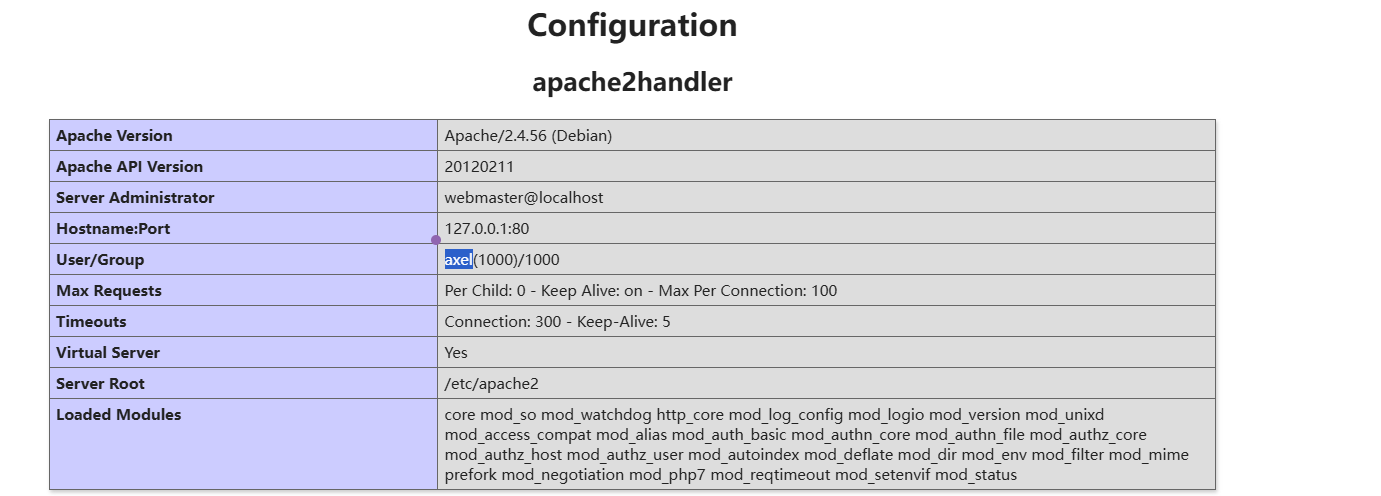 Configuration
apache2handler
Apache Version Apache/2.4.56 (Debian)
Apache API Version 20120211
Server Administrator webmaster@localhost
Hostname:Port 127.0.0.1:80
User/Group axel(1000)/1000
Max Requests Per Child: 0 - Keep Alive: on - Max Per Connection: 100
Timeouts Connection: 300 - Keep-Alive: 5
Virtual Server Yes
Server Root /etc/apache2
Loaded Modules core mod_so mod_watchdog http_core mod_log_config mod_logio mod_version mod_unixd
mod_access_compat mod_alias mod_auth_basic mod_authn_core mod_authn_file mod_authz_core
mod_authz_host mod_authz_user mod_autoindex mod_deflate mod_dir mod_env mod_filter mod_mime
prefork mod_negotiation mod_php7 mod_reqtimeout mod_setenvif mod_status